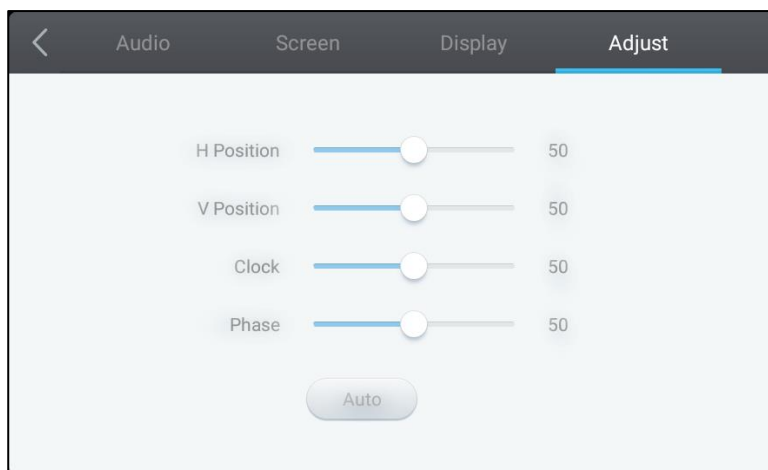 Audio Screen Display Adjust
H Position 50
V Position 50
Clock 50
Phase 50
Auto